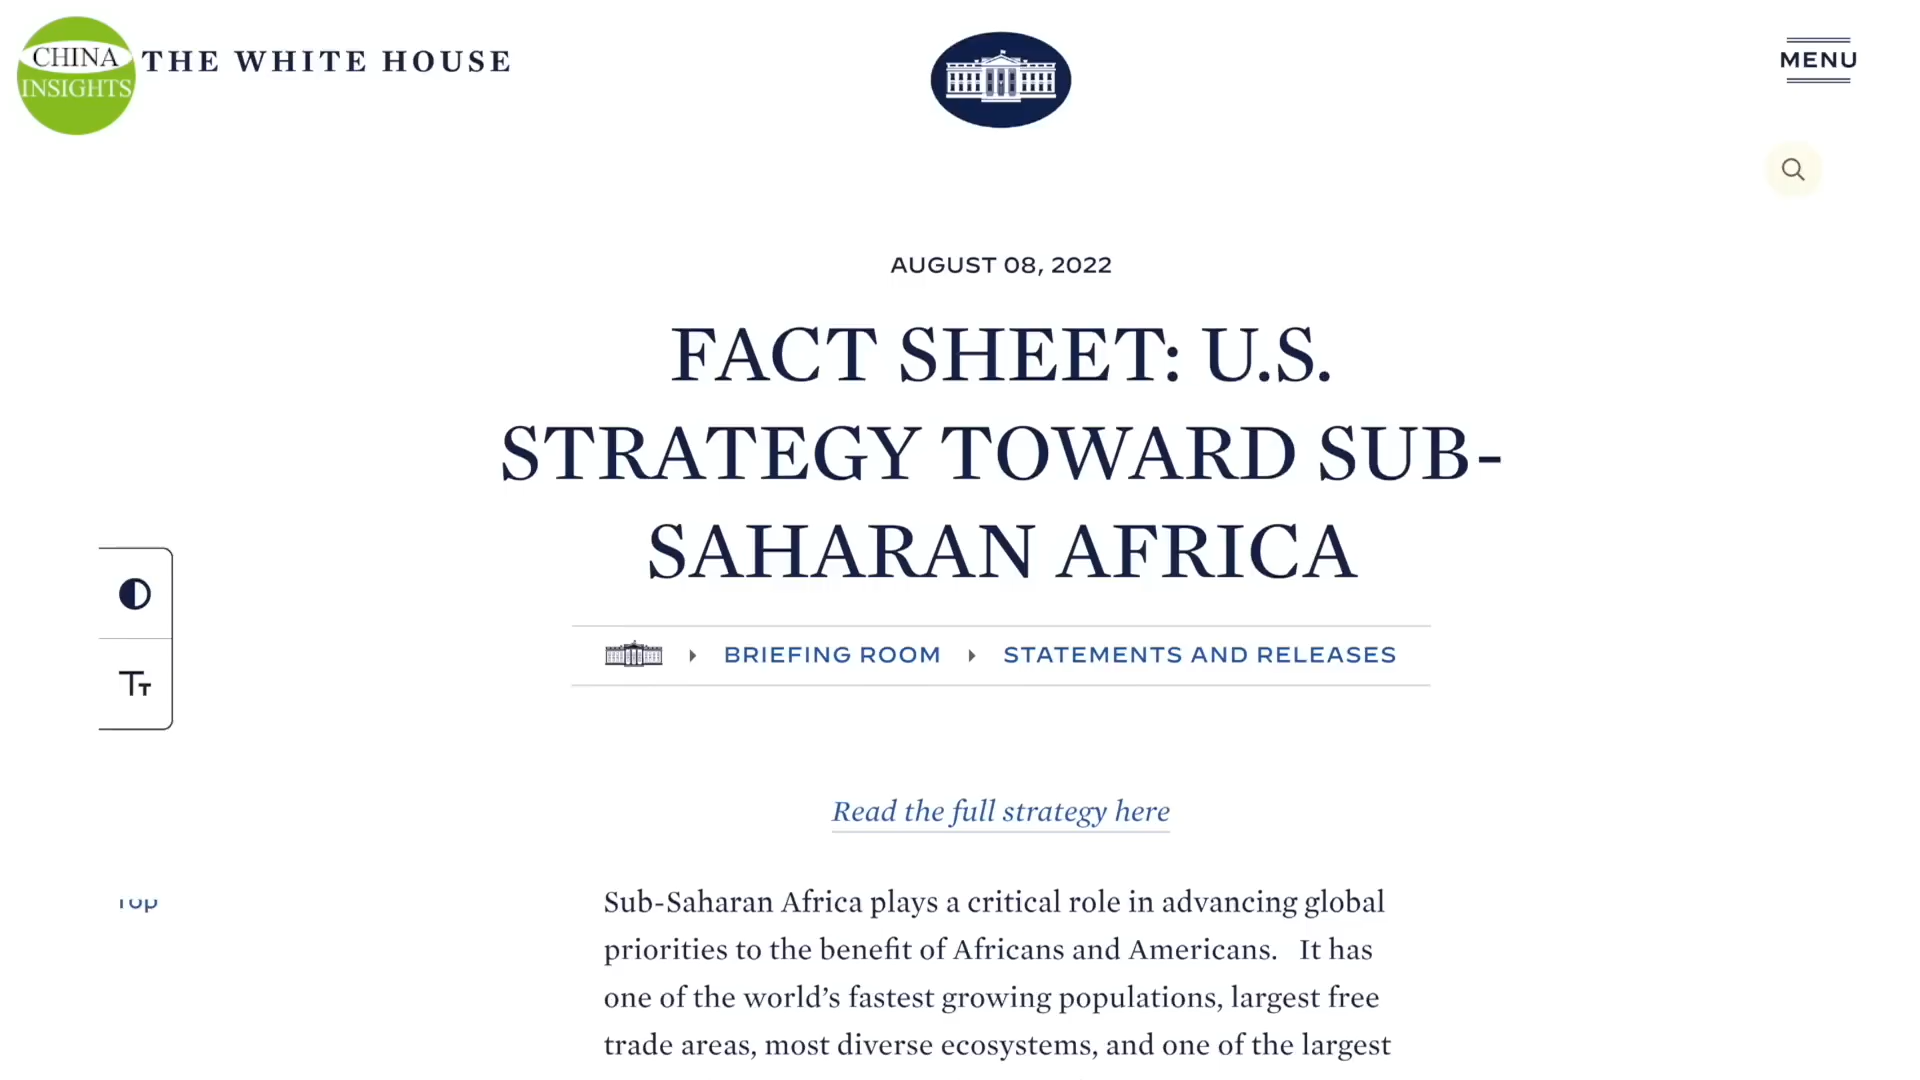 CHINA
INSIGHTS
THE WHITE HOUSE
MENU
AUGUST 08, 2022
FACT SHEET: U.S.
STRATEGY TOWARD SUB-
SAHARAN AFRICA
BRIEFING ROOM
STATEMENTS AND RELEASES
TT
Read the full strategy here
Top
Sub-Saharan Africa plays a critical role in advancing global
priorities to the benefit of Africans and Americans. It has
one of the world’s fastest growing populations, largest free
trade areas, most diverse ecosystems, and one of the largest